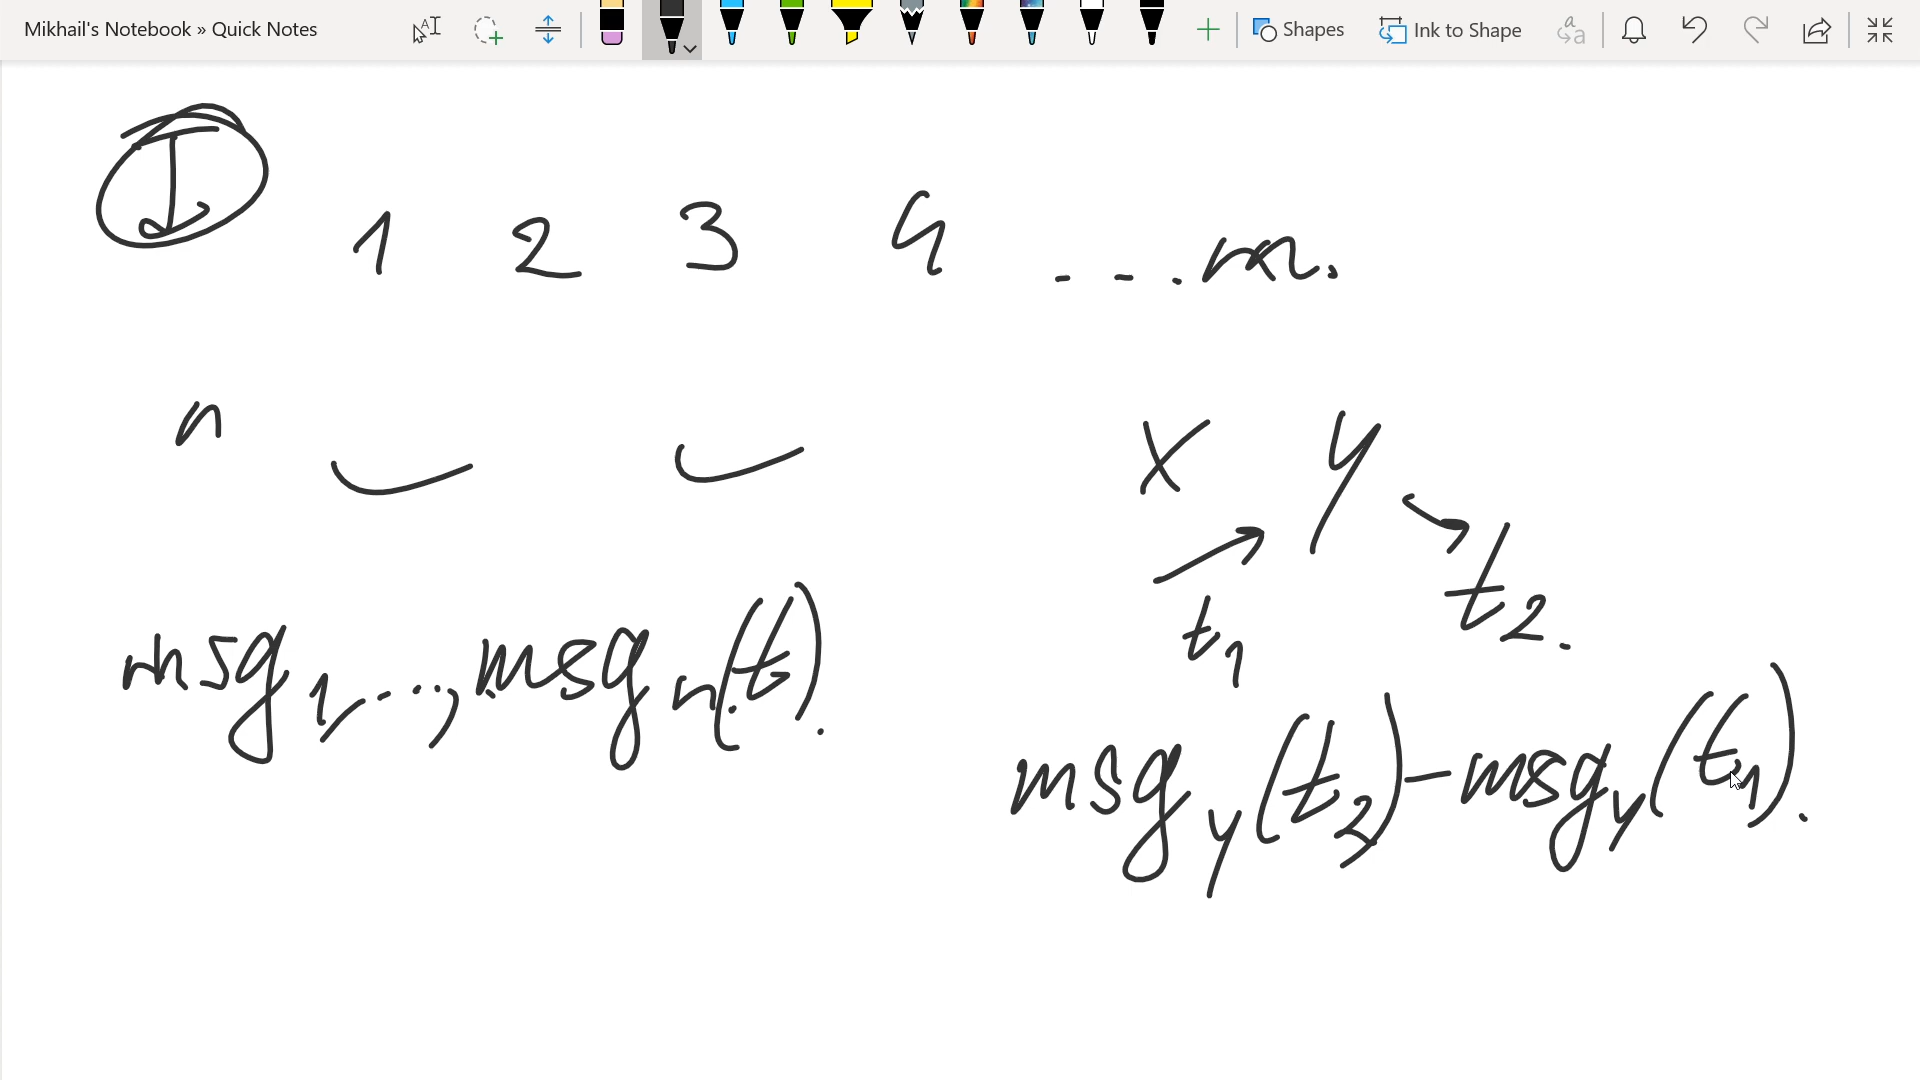 Mikhail's Notebook » Quick Notes
Shapes
Ink to Shape
I
1 2 3 4 ... m.
n
x y
t1
t2.
msg1, ..., msgn(t).
msgy(t2) - msgy(t1).